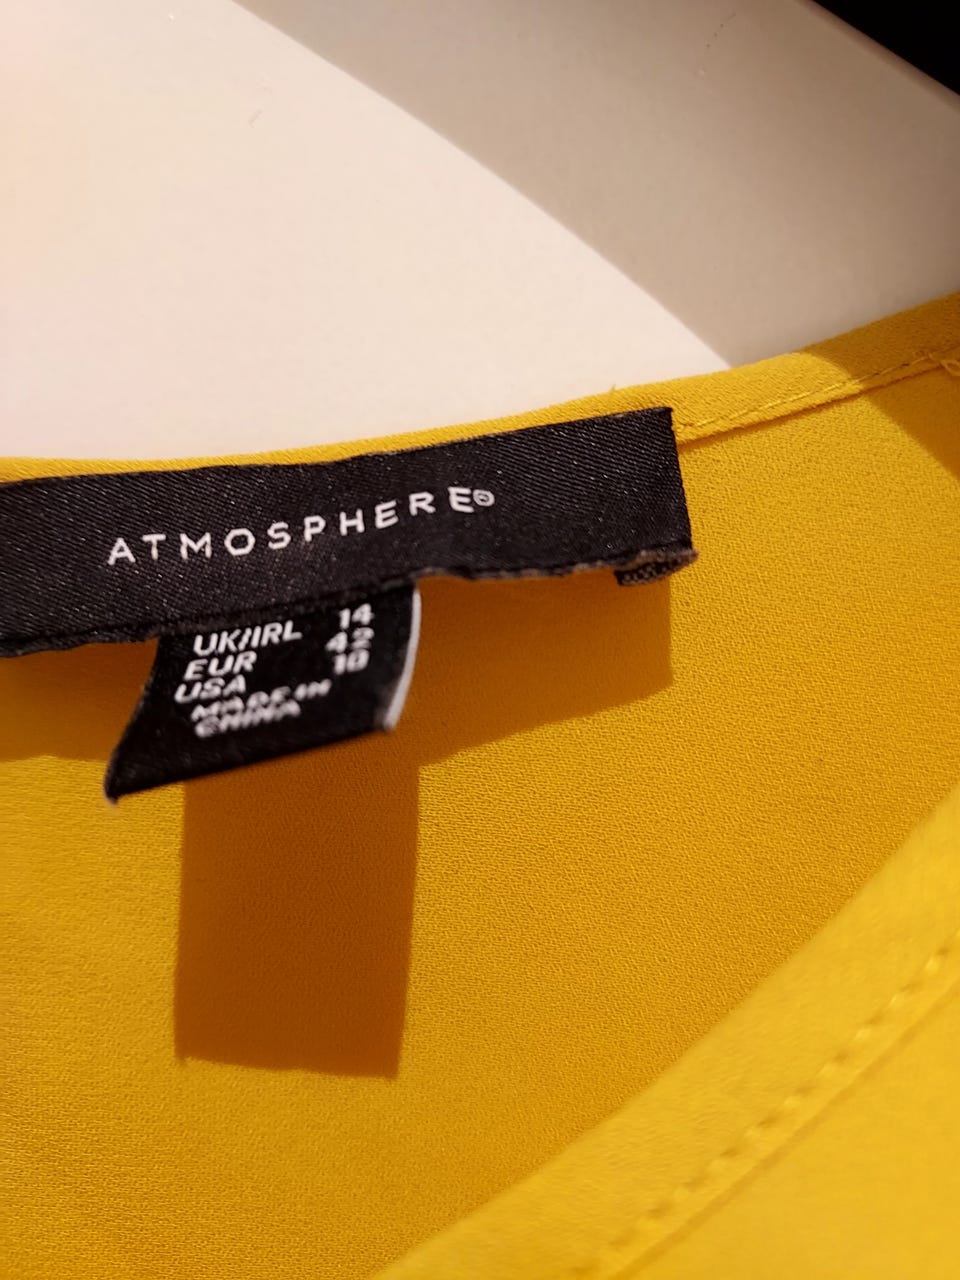 ATMOSPHERE®
UK/IRL 14
EUR 42
USA 10
MADE IN
CHINA